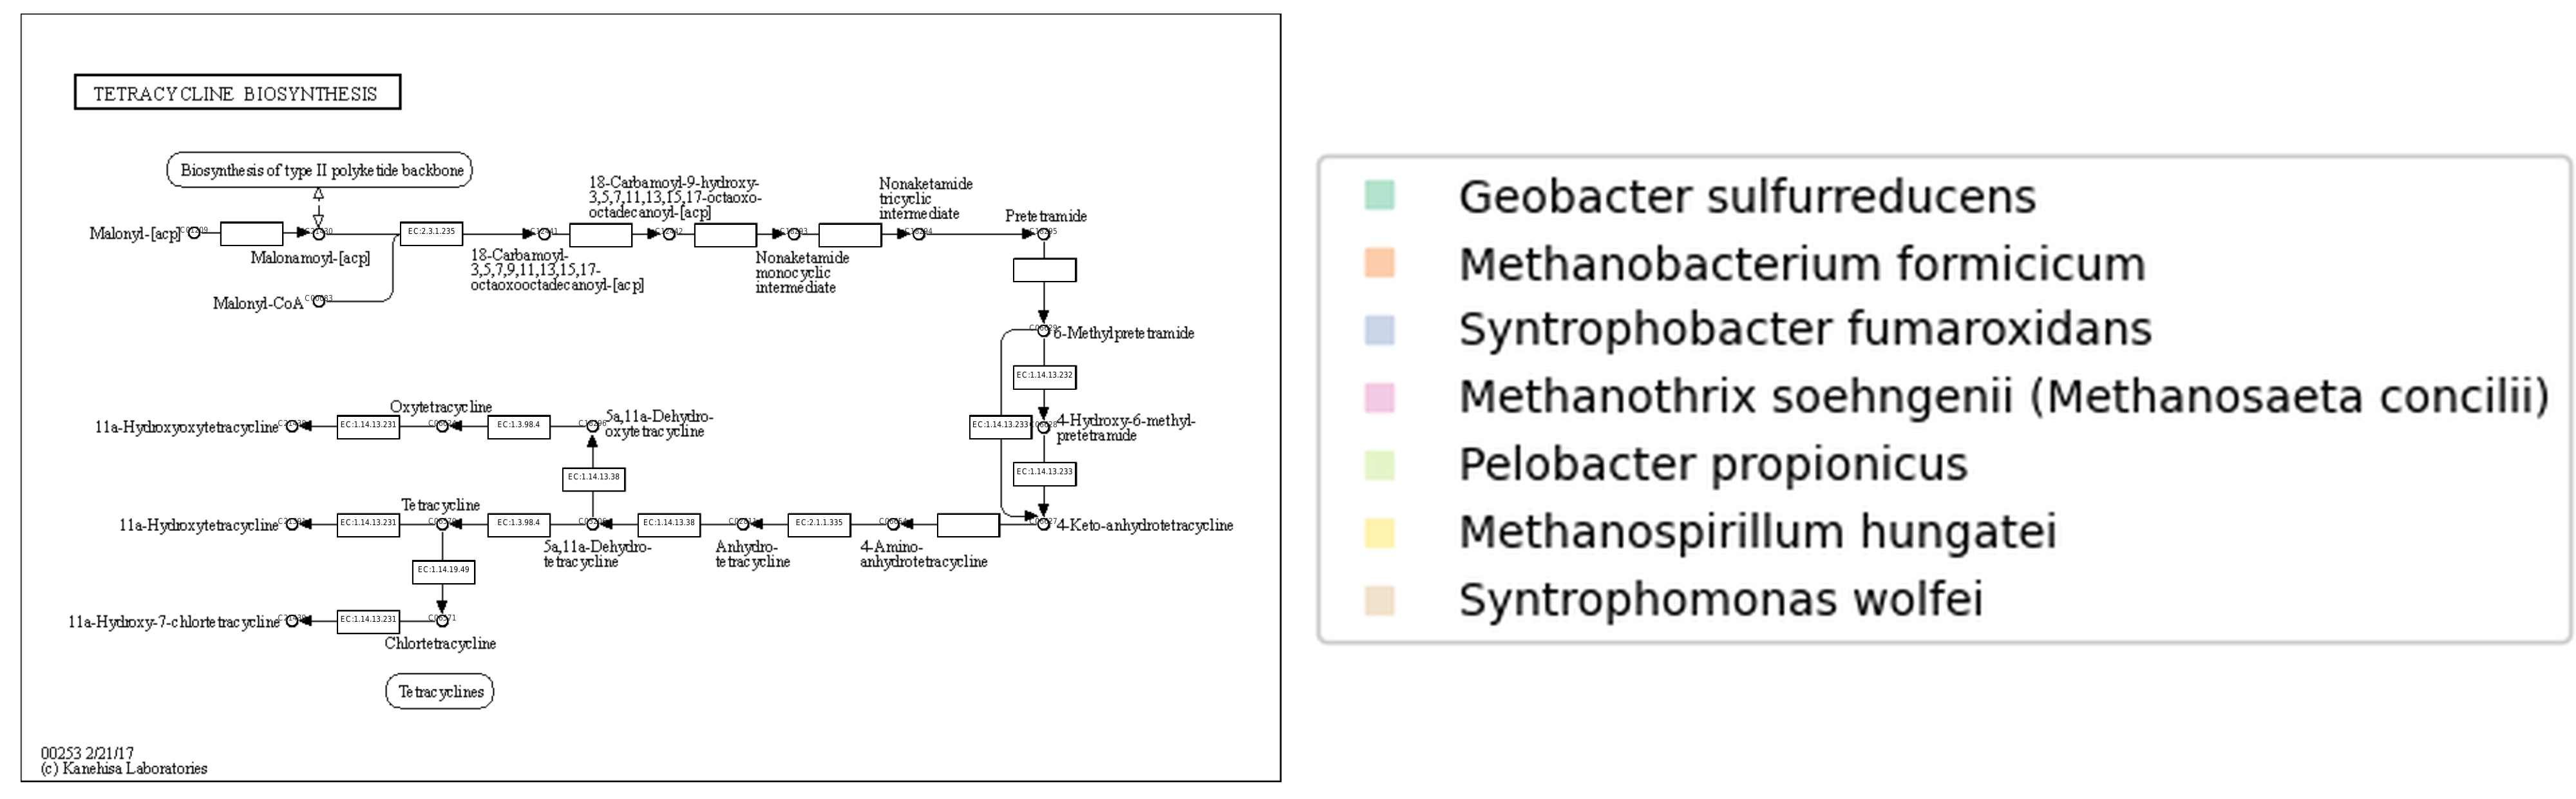 TETRACYCLINE BIOSYNTHESIS
Biosynthesis of type II polyketide backbone
18-Carbamoyl-9-hydroxy-
3,5,7,11,13,15,17-octaoxo-
octadecanoyl-[acp]
Nonaketamide
tricyclic
intermediate
Pretetramide
Malonyl-[acp]
EC:2.3.1.235
Malonamoyl-[acp]
18-Carbamoyl-
3,5,7,9,11,13,15,17-
octaoxooctadecanoyl-[acp]
Nonaketamide
monocyclic
intermediate
Malonyl-CoA
6-Methylpretetramide
EC:1.14.13.232
Oxytetracycline
5a,11a-Dehydro-
oxytetracycline
11a-Hydroxyoxytetracycline
EC:1.14.13.231
EC:1.3.98.4
EC:1.14.13.233
4-Hydroxy-6-methyl-
pretetramide
EC:1.14.13.38
EC:1.14.13.233
Tetracycline
11a-Hydroxytetracycline
EC:1.14.13.231
EC:1.3.98.4
EC:1.14.13.38
EC:2.1.1.335
4-Keto-anhydrotetracycline
5a,11a-Dehydro-
tetracycline
Anhydro-
tetracycline
4-Amino-
anhydrotetracycline
EC:1.14.19.49
11a-Hydroxy-7-chlortetracycline
EC:1.14.13.231
Chlortetracycline
Tetracyclines
00253 2/21/17
(c) Kanehisa Laboratories
Geobacter sulfurreducens
Methanobacterium formicicum
Syntrophobacter fumaroxidans
Methanothrix soehngenii (Methanosaeta concilii)
Pelobacter propionicus
Methanospirillum hungatei
Syntrophomonas wolfei